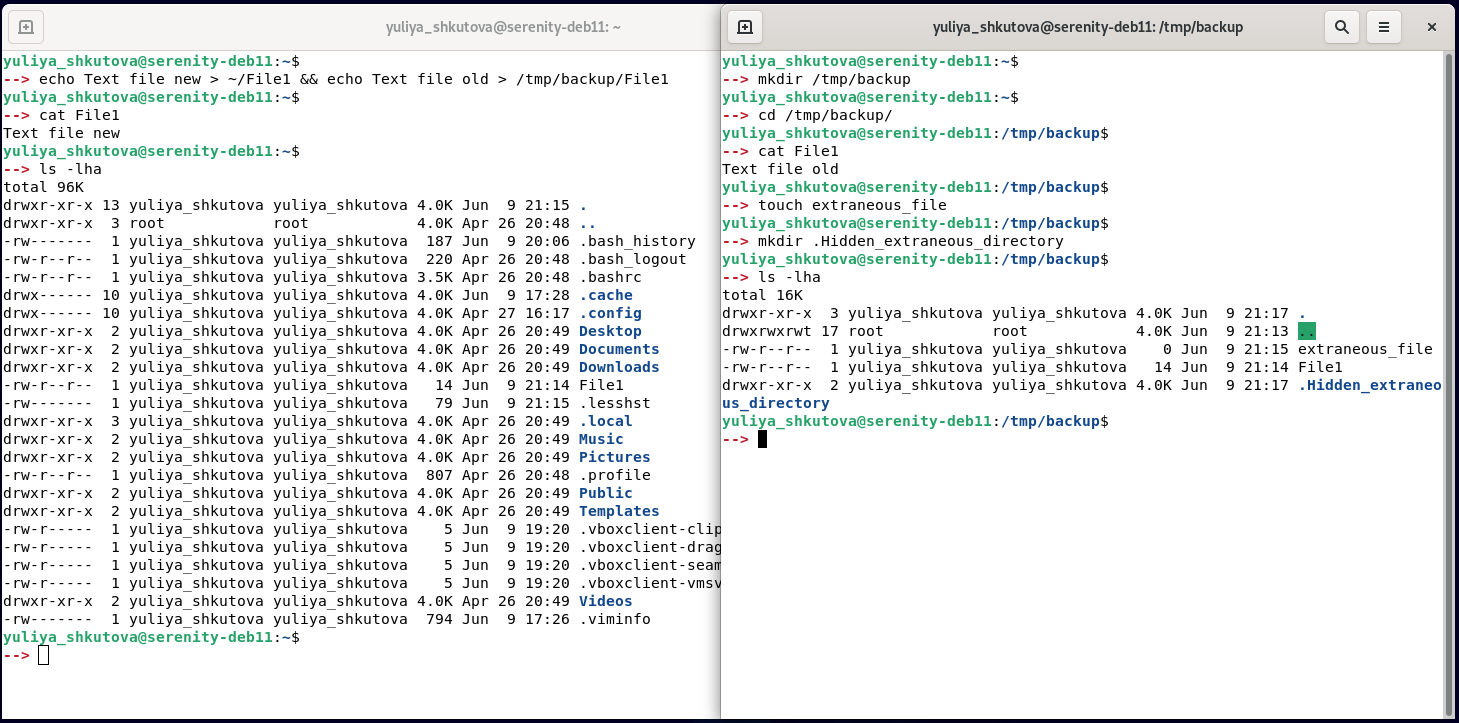 yuliya_shkutova@serenity-deb11: ~
yuliya_shkutova@serenity-deb11:~$
--> echo Text file new > ~/File1 && echo Text file old > /tmp/backup/File1
yuliya_shkutova@serenity-deb11:~$
--> cat File1
Text file new
yuliya_shkutova@serenity-deb11:~$
--> ls -lha
total 96K
drwxr-xr-x 13 yuliya_shkutova yuliya_shkutova 4.0K Jun  9 21:15 .
drwxr-xr-x  3 root            root            4.0K Apr 26 20:48 ..
-rw-------  1 yuliya_shkutova yuliya_shkutova  187 Jun  9 20:06 .bash_history
-rw-r--r--  1 yuliya_shkutova yuliya_shkutova  220 Apr 26 20:48 .bash_logout
-rw-r--r--  1 yuliya_shkutova yuliya_shkutova 3.5K Apr 26 20:48 .bashrc
drwx------ 10 yuliya_shkutova yuliya_shkutova 4.0K Jun  9 17:28 .cache
drwx------ 10 yuliya_shkutova yuliya_shkutova 4.0K Apr 27 16:17 .config
drwxr-xr-x  2 yuliya_shkutova yuliya_shkutova 4.0K Apr 26 20:49 Desktop
drwxr-xr-x  2 yuliya_shkutova yuliya_shkutova 4.0K Apr 26 20:49 Documents
drwxr-xr-x  2 yuliya_shkutova yuliya_shkutova 4.0K Apr 26 20:49 Downloads
-rw-r--r--  1 yuliya_shkutova yuliya_shkutova   14 Jun  9 21:14 File1
-rw-------  1 yuliya_shkutova yuliya_shkutova   79 Jun  9 21:15 .lesshst
drwxr-xr-x  3 yuliya_shkutova yuliya_shkutova 4.0K Apr 26 20:49 .local
drwxr-xr-x  2 yuliya_shkutova yuliya_shkutova 4.0K Apr 26 20:49 Music
drwxr-xr-x  2 yuliya_shkutova yuliya_shkutova 4.0K Apr 26 20:49 Pictures
-rw-r--r--  1 yuliya_shkutova yuliya_shkutova  807 Apr 26 20:48 .profile
drwxr-xr-x  2 yuliya_shkutova yuliya_shkutova 4.0K Apr 26 20:49 Public
drwxr-xr-x  2 yuliya_shkutova yuliya_shkutova 4.0K Apr 26 20:49 Templates
-rw-r-----  1 yuliya_shkutova yuliya_shkutova    5 Jun  9 19:20 .vboxclient-clip
-rw-r-----  1 yuliya_shkutova yuliya_shkutova    5 Jun  9 19:20 .vboxclient-drag
-rw-r-----  1 yuliya_shkutova yuliya_shkutova    5 Jun  9 19:20 .vboxclient-seam
-rw-r-----  1 yuliya_shkutova yuliya_shkutova    5 Jun  9 19:20 .vboxclient-vmsv
drwxr-xr-x  2 yuliya_shkutova yuliya_shkutova 4.0K Apr 26 20:49 Videos
-rw-------  1 yuliya_shkutova yuliya_shkutova  794 Jun  9 17:26 .viminfo
yuliya_shkutova@serenity-deb11:~$
-->
yuliya_shkutova@serenity-deb11: /tmp/backup
yuliya_shkutova@serenity-deb11:~$
--> mkdir /tmp/backup
yuliya_shkutova@serenity-deb11:~$
--> cd /tmp/backup/
yuliya_shkutova@serenity-deb11:/tmp/backup$
--> cat File1
Text file old
yuliya_shkutova@serenity-deb11:/tmp/backup$
--> touch extraneous_file
yuliya_shkutova@serenity-deb11:/tmp/backup$
--> mkdir .Hidden_extraneous_directory
yuliya_shkutova@serenity-deb11:/tmp/backup$
--> ls -lha
total 16K
drwxr-xr-x  3 yuliya_shkutova yuliya_shkutova 4.0K Jun  9 21:17 .
drwxrwxrwt 17 root            root            4.0K Jun  9 21:13 ..
-rw-r--r--  1 yuliya_shkutova yuliya_shkutova    0 Jun  9 21:15 extraneous_file
-rw-r--r--  1 yuliya_shkutova yuliya_shkutova   14 Jun  9 21:14 File1
drwxr-xr-x  2 yuliya_shkutova yuliya_shkutova 4.0K Jun  9 21:17 .Hidden_extraneo
us_directory
yuliya_shkutova@serenity-deb11:/tmp/backup$
-->